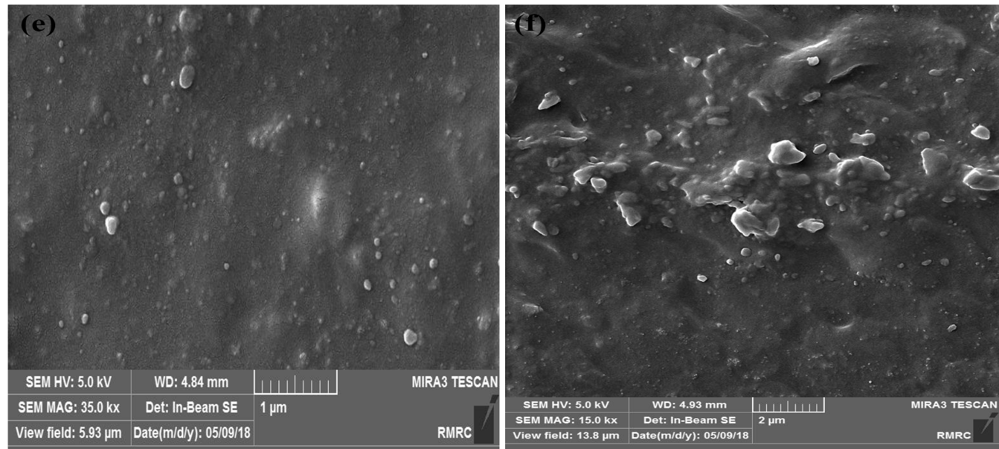 (e)
SEM HV: 5.0 kV WD: 4.84 mm MIRA3 TESCAN
SEM MAG: 35.0 kx Det: In-Beam SE 1 µm
View field: 5.93 µm Date(m/d/y): 05/09/18 RMRC
(f)
SEM HV: 5.0 kV WD: 4.93 mm MIRA3 TESCAN
SEM MAG: 15.0 kx Det: In-Beam SE 2 µm
View field: 13.8 µm Date(m/d/y): 05/09/18 RMRC